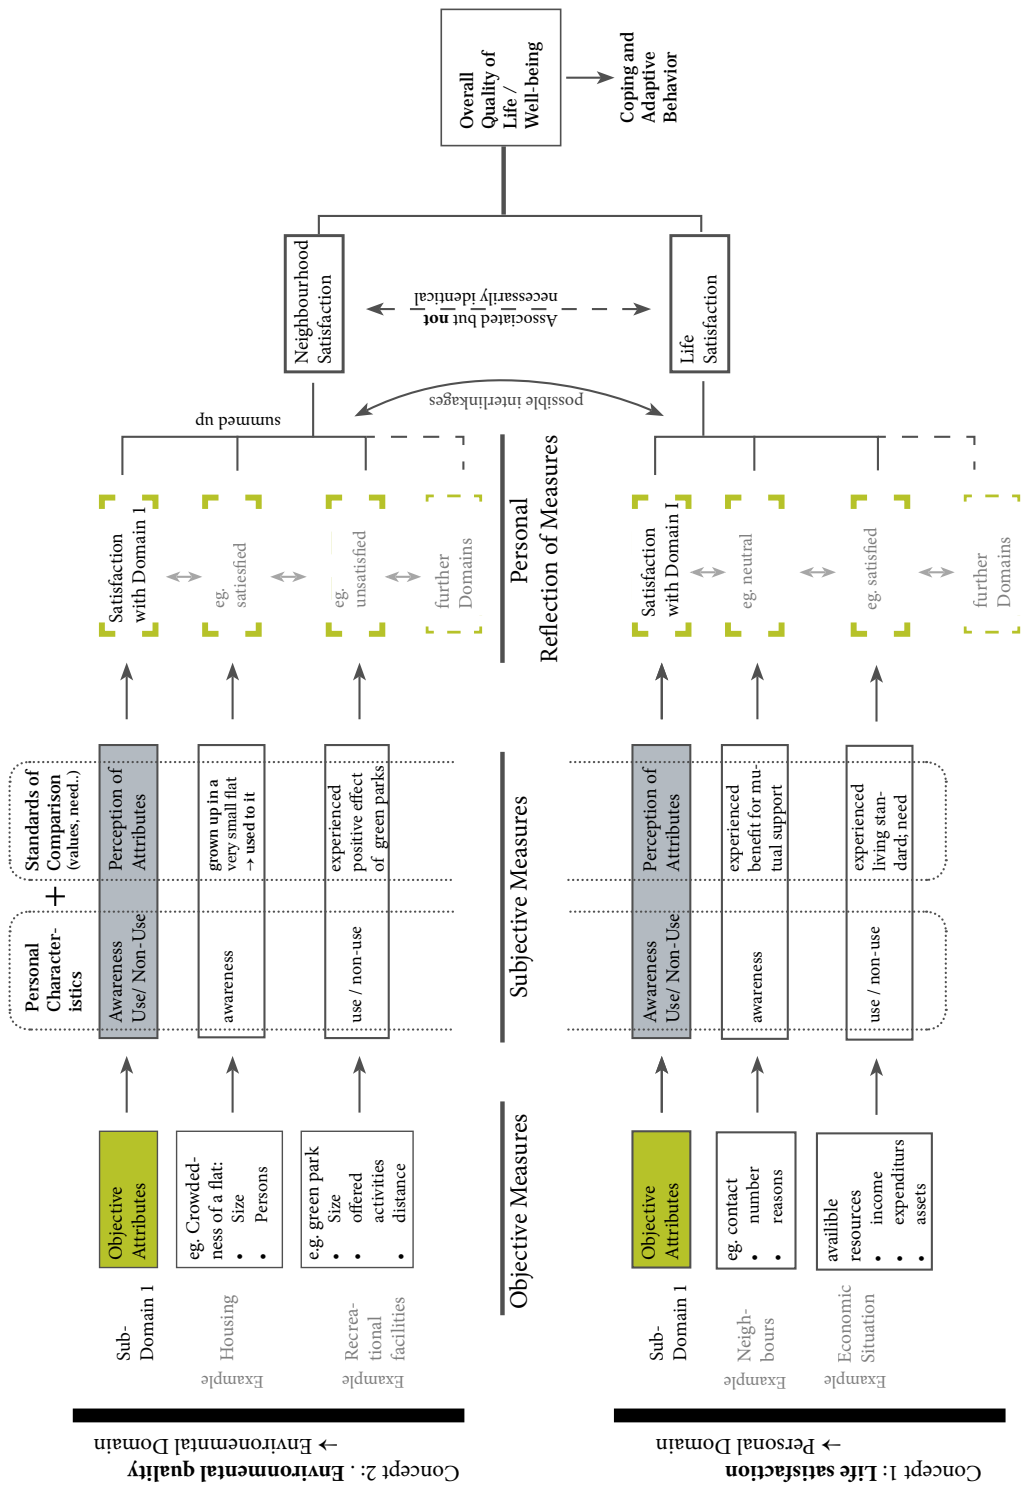 Concept 2: . Environmental quality
→ Environemntal Domain
Example
Example
Sub-
Domain 1
Housing
Recrea-
tional
facilities
Objective
Attributes
eg. Crowded-
ness of a flat:
• Size
• Persons
e.g. green park
• Size
• offered
activities
• distance
Personal
Character-
istics
+
Standards of
Comparison
(values, need..)
Awareness
Use/ Non-Use
Perception of
Attributes
awareness
grown up in a
very small flat
→ used to it
use / non-use
experienced
positive effect
of green parks
Satisfaction
with Domain 1
eg.
satiesfied
eg.
unsatisfied
further
Domains
summed up
Neighbourhood
Satisfaction
Objective Measures
Subjective Measures
Personal
Reflection of Measures
possible interlinkages
Associated but not
necessarily identical
Overall
Quality of
Life /
Well-being
Coping and
Adaptive
Behavior
Concept 1: Life satisfaction
→ Personal Domain
Example
Example
Sub-
Domain 1
Neigh-
bours
Economic
Situation
Objective
Attributes
eg. contact
• number
• reasons
availible
resources
• income
• expenditurs
• assets
Awareness
Use/ Non-Use
Perception of
Attributes
awareness
experienced
benefit for mu-
tual support
use / non-use
experienced
living stan-
dard; need
Satisfaction
with Domain I
eg. neutral
eg. satisfied
further
Domains
Life
Satisfaction